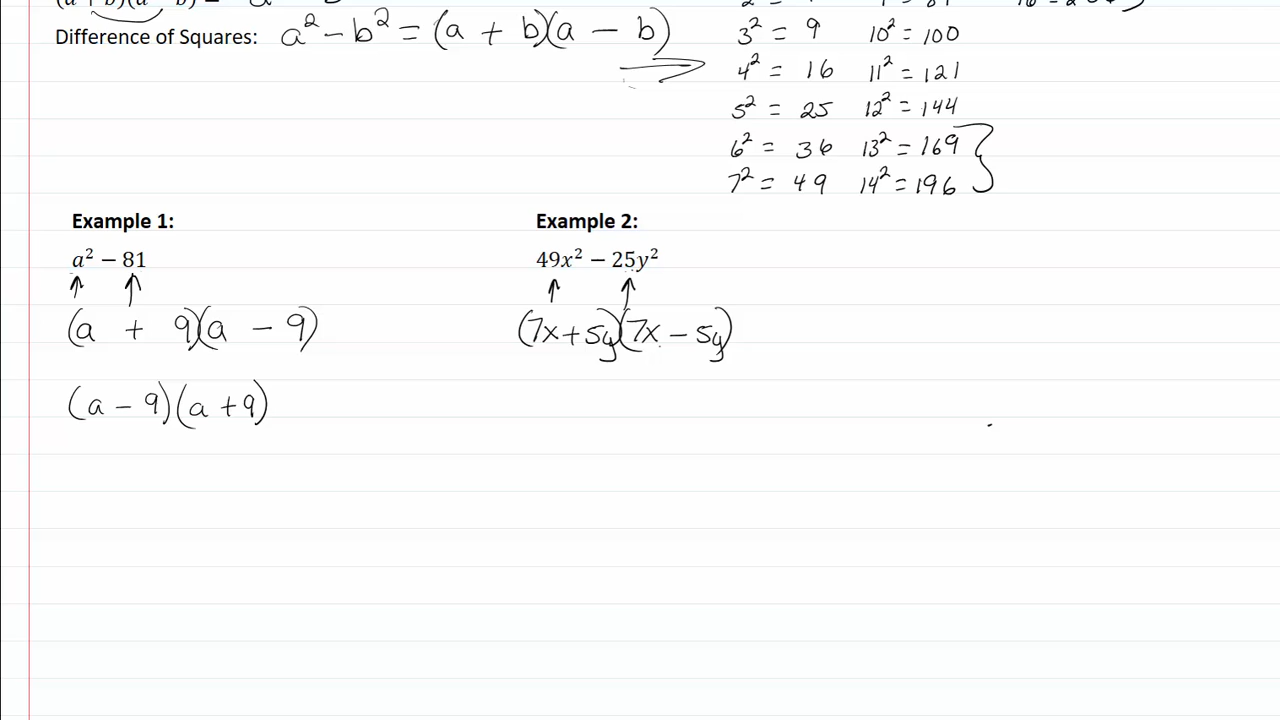 Difference of Squares: a² − b² = (a + b)(a − b)
3² = 9 10² = 100
4² = 16 11² = 121
5² = 25 12² = 144
6² = 36 13² = 169
7² = 49 14² = 196
Example 1:
a² − 81
(a + 9)(a − 9)
(a − 9)(a + 9)
Example 2:
49x² − 25y²
(7x + 5y)(7x − 5y)